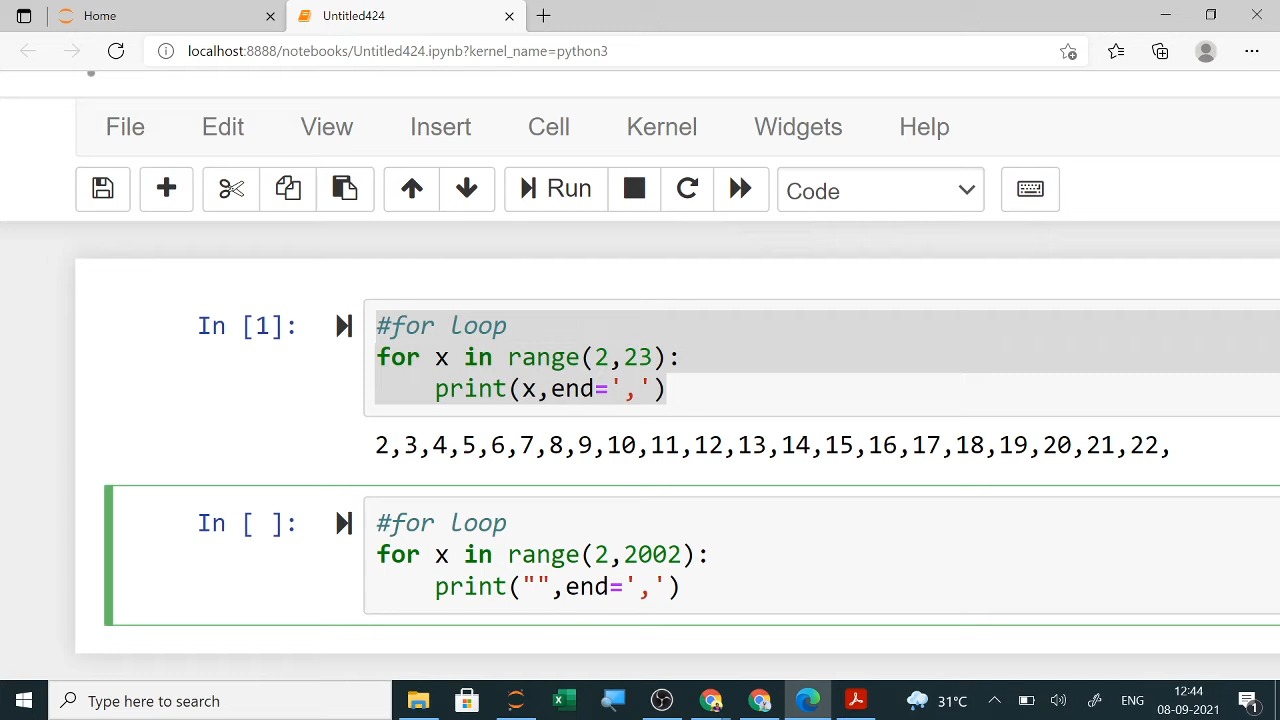 Home
Untitled424
localhost:8888/notebooks/Untitled424.ipynb?kernel_name=python3
File Edit View Insert Cell Kernel Widgets Help
Run Code
In [1]: #for loop
for x in range(2,23):
    print(x,end=',')
2,3,4,5,6,7,8,9,10,11,12,13,14,15,16,17,18,19,20,21,22,
In [ ]: #for loop
for x in range(2,2002):
    print("",end=',')
Type here to search 31°C ENG 12:44
08-09-2021 1